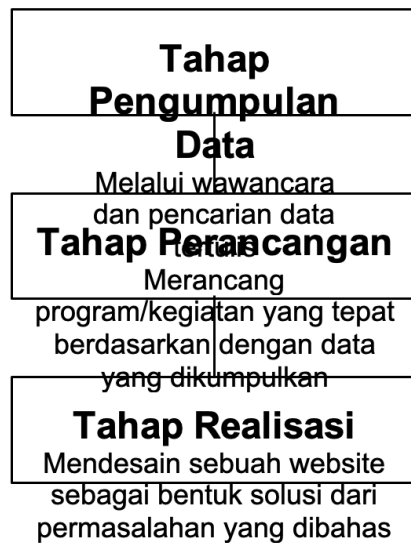 Tahap
Pengumpulan
Data
Melalui wawancara
dan pencarian data
tertulis
Tahap Perancangan
Merancang
program/kegiatan yang tepat
berdasarkan dengan data
yang dikumpulkan
Tahap Realisasi
Mendesain sebuah website
sebagai bentuk solusi dari
permasalahan yang dibahas